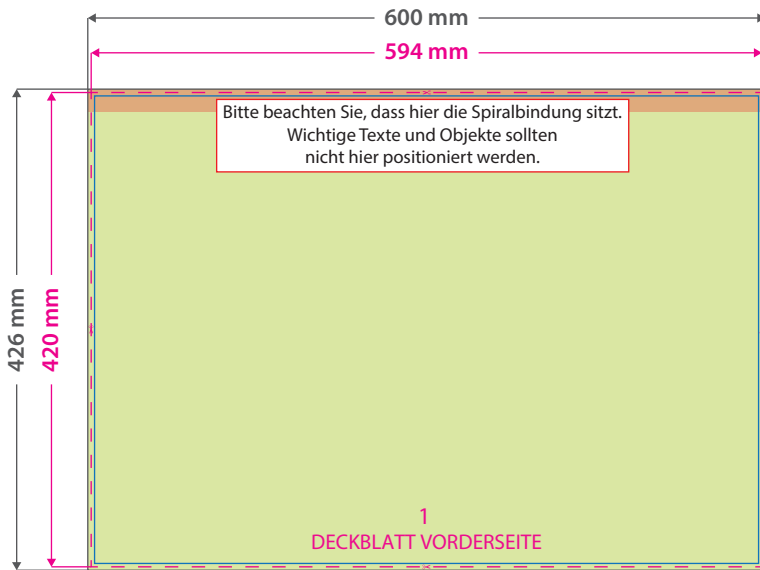 600 mm
594 mm
Bitte beachten Sie, dass hier die Spiralbindung sitzt.
Wichtige Texte und Objekte sollten
nicht hier positioniert werden.
426 mm
420 mm
1
DECKBLATT VORDERSEITE